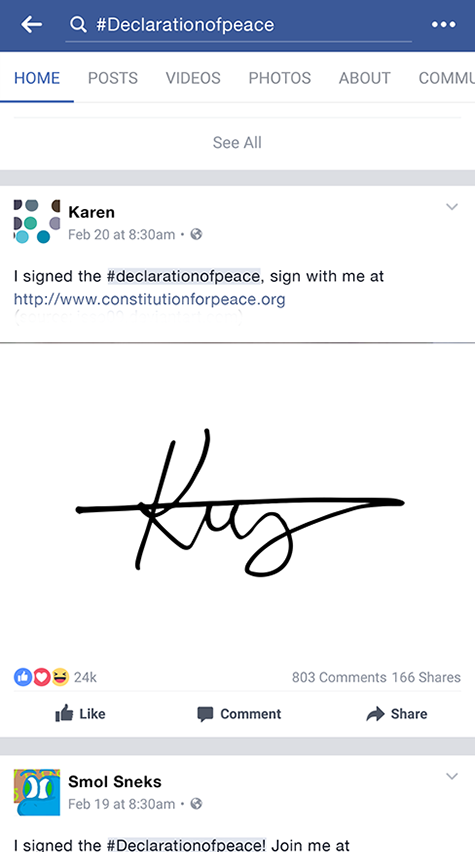 #Declarationofpeace
HOME POSTS VIDEOS PHOTOS ABOUT COMMU
See All
Karen
Feb 20 at 8:30am
I signed the #declarationofpeace, sign with me at
http://www.constitutionforpeace.org
24k 803 Comments 166 Shares
Like Comment Share
Smol Sneks
Feb 19 at 8:30am
I signed the #Declarationofpeace! Join me at